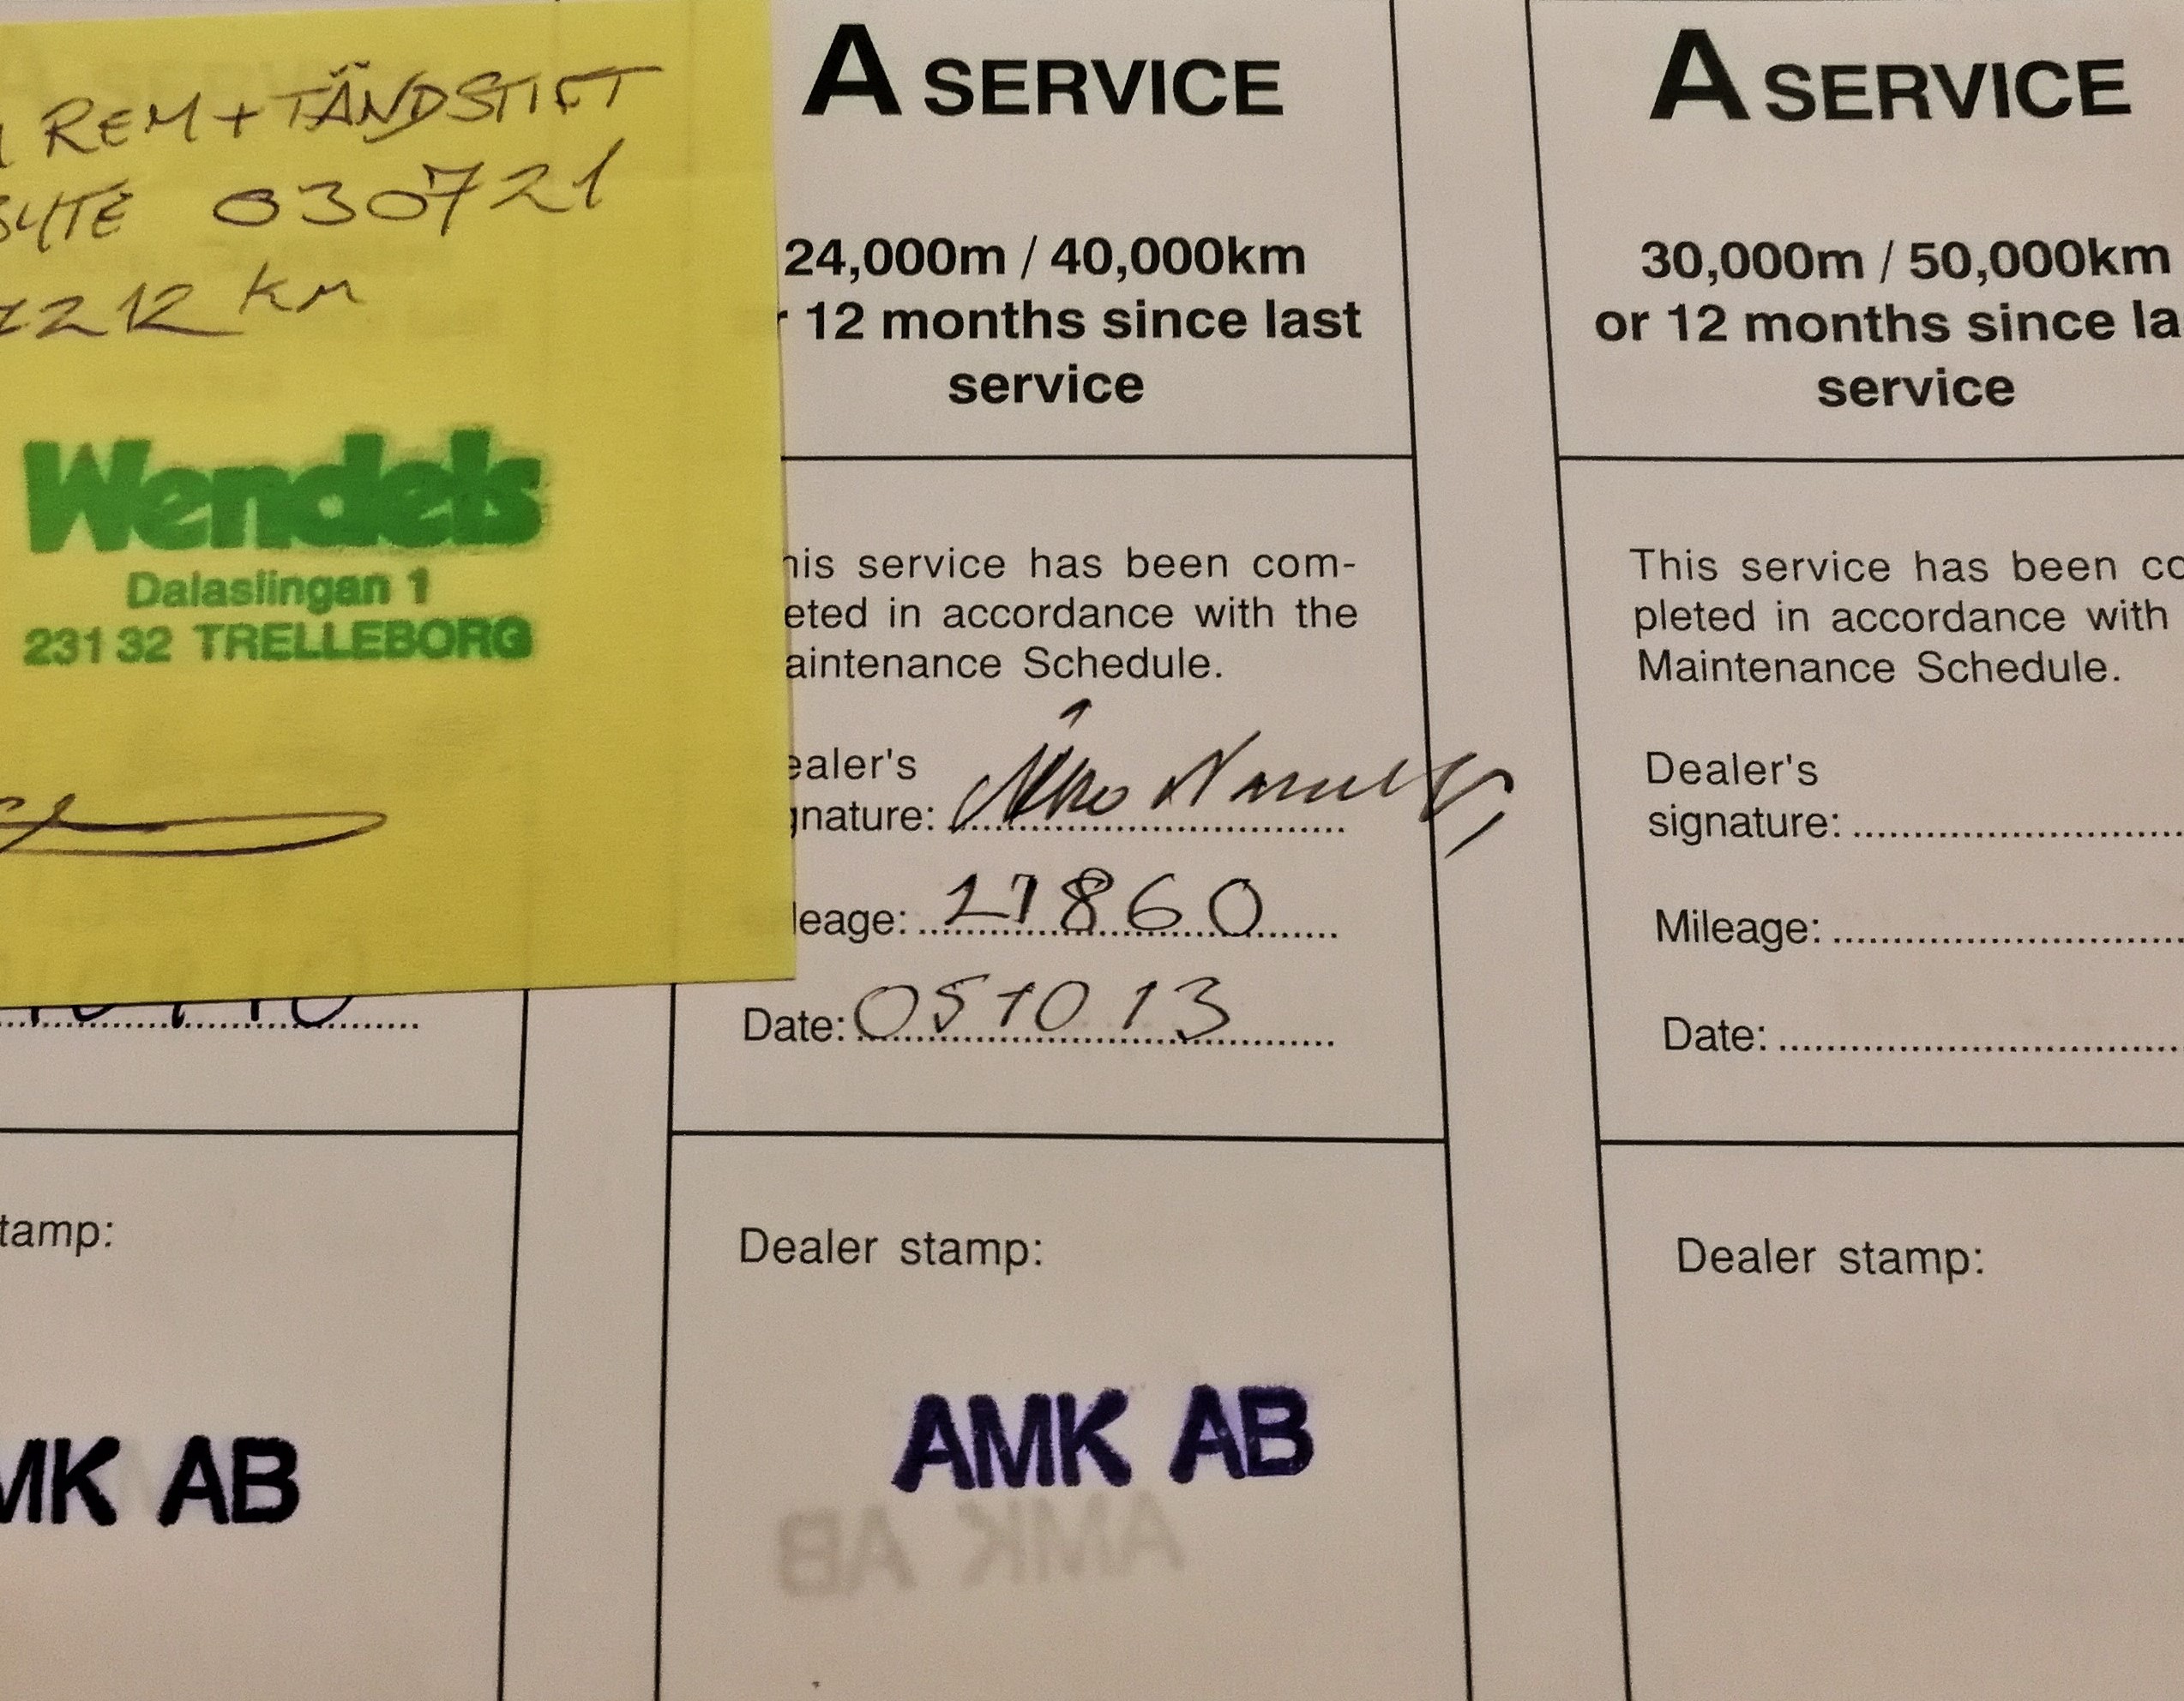 REM + TÄNDSTIFT
BYTE 030721
7212 km
Wendels
Dalaslingan 1
231 32 TRELLEBORG
tamp:
MK AB
A SERVICE
24,000m / 40,000km
r 12 months since last
service
his service has been com-
eted in accordance with the
aintenance Schedule.
ealer's
gnature:
leage: 27860
Date: 051013
Dealer stamp:
AMK AB
A SERVICE
30,000m / 50,000km
or 12 months since la
service
This service has been co
pleted in accordance with
Maintenance Schedule.
Dealer's
signature:
Mileage:
Date:
Dealer stamp: